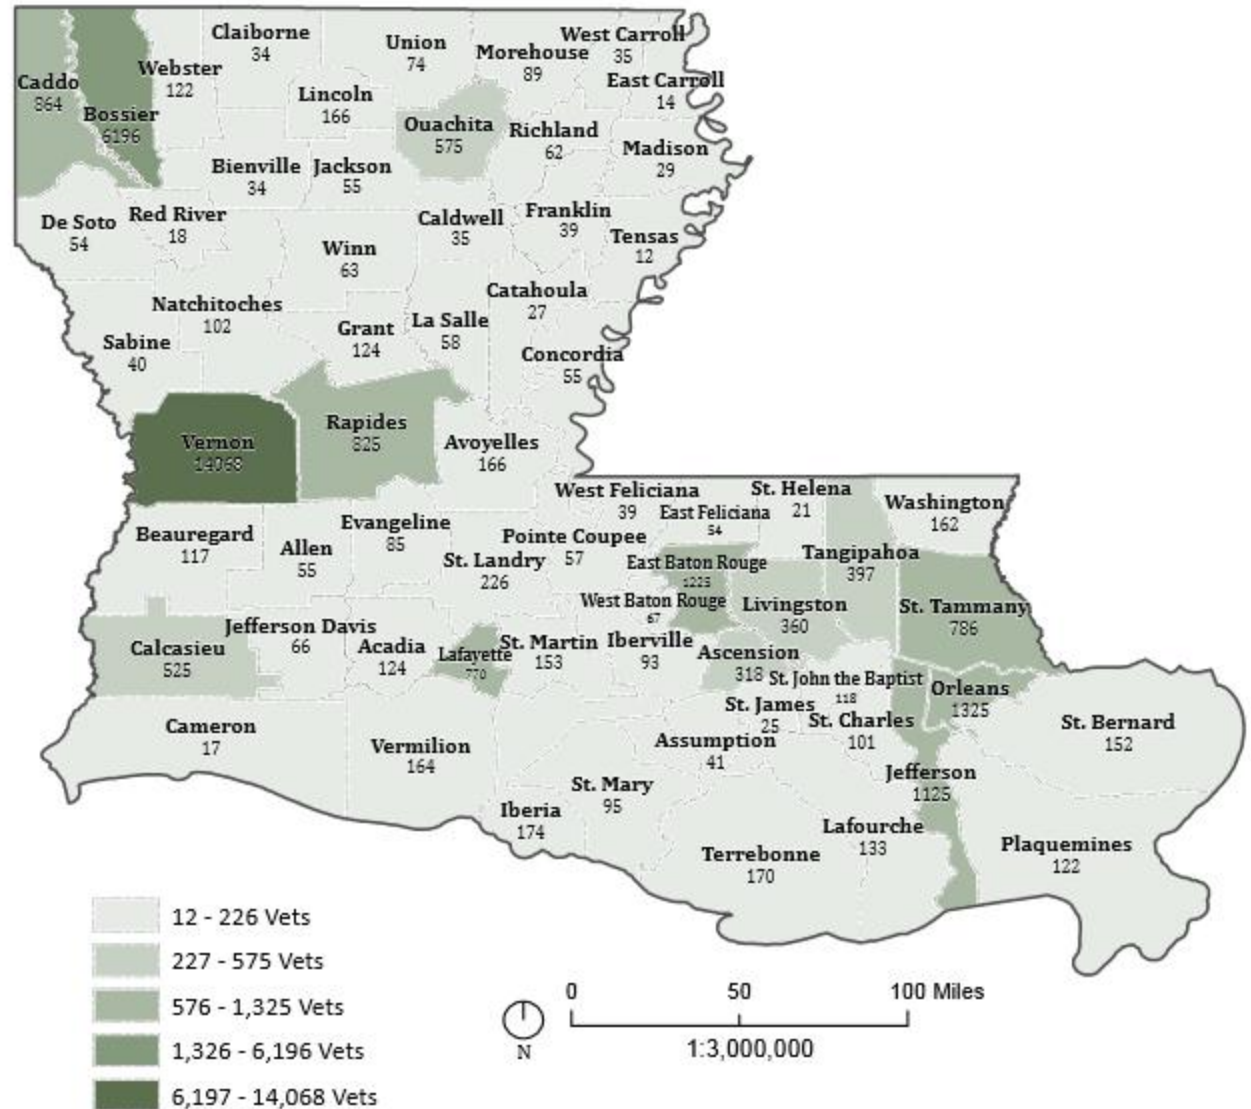 Claiborne
34
Union
74
West Carroll
35
Morehouse
89
Webster
122
East Carroll
14
Caddo
864
Bossier
6196
Lincoln
166
Ouachita
575
Richland
62
Madison
29
Bienville
34
Jackson
55
De Soto
54
Red River
18
Caldwell
35
Franklin
39
Tensas
12
Winn
63
Natchitoches
102
Catahoula
27
Sabine
40
Grant
124
La Salle
58
Concordia
55
Vernon
14068
Rapides
825
Avoyelles
166
West Feliciana
39
East Feliciana
54
St. Helena
21
Washington
162
Beauregard
117
Allen
55
Evangeline
85
St. Landry
226
Pointe Coupee
57
East Baton Rouge
1225
Tangipahoa
397
West Baton Rouge
67
Livingston
360
St. Tammany
786
Calcasieu
525
Jefferson Davis
66
Acadia
124
Lafayette
770
St. Martin
153
Iberville
93
Ascension
318
St. John the Baptist
118
Orleans
1325
St. Bernard
152
Cameron
17
Vermilion
164
St. James
25
St. Charles
101
Assumption
41
Jefferson
1125
St. Mary
95
Iberia
174
Lafourche
133
Terrebonne
170
Plaquemines
122
12 - 226 Vets
227 - 575 Vets
576 - 1,325 Vets
1,326 - 6,196 Vets
6,197 - 14,068 Vets
N
0 50 100 Miles
1:3,000,000